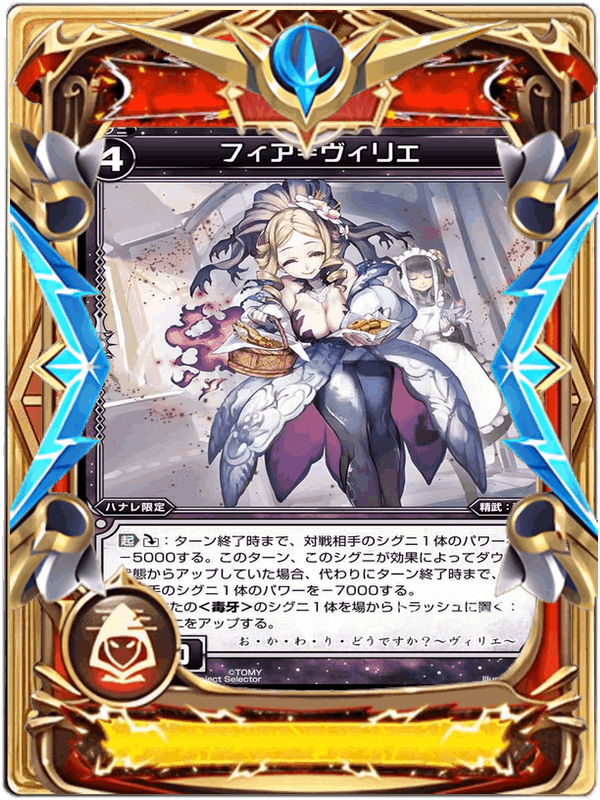 4
フィア＝ヴィリエ
ハナレ限定
精武:
起 : ターン終了時まで、対戦相手のシグニ１体のパワーを
－5000する。このターン、このシグニが効果によってダウ
状態からアップしていた場合、代わりにターン終了時まで、
手のシグニ１体のパワーを－7000する。
たの＜毒牙＞のシグニ１体を場からトラッシュに置く:
ニをアップする。
お・か・わ・り・どうですか？～ヴィリエ～
0
©TOMY
lect Selector
Illu